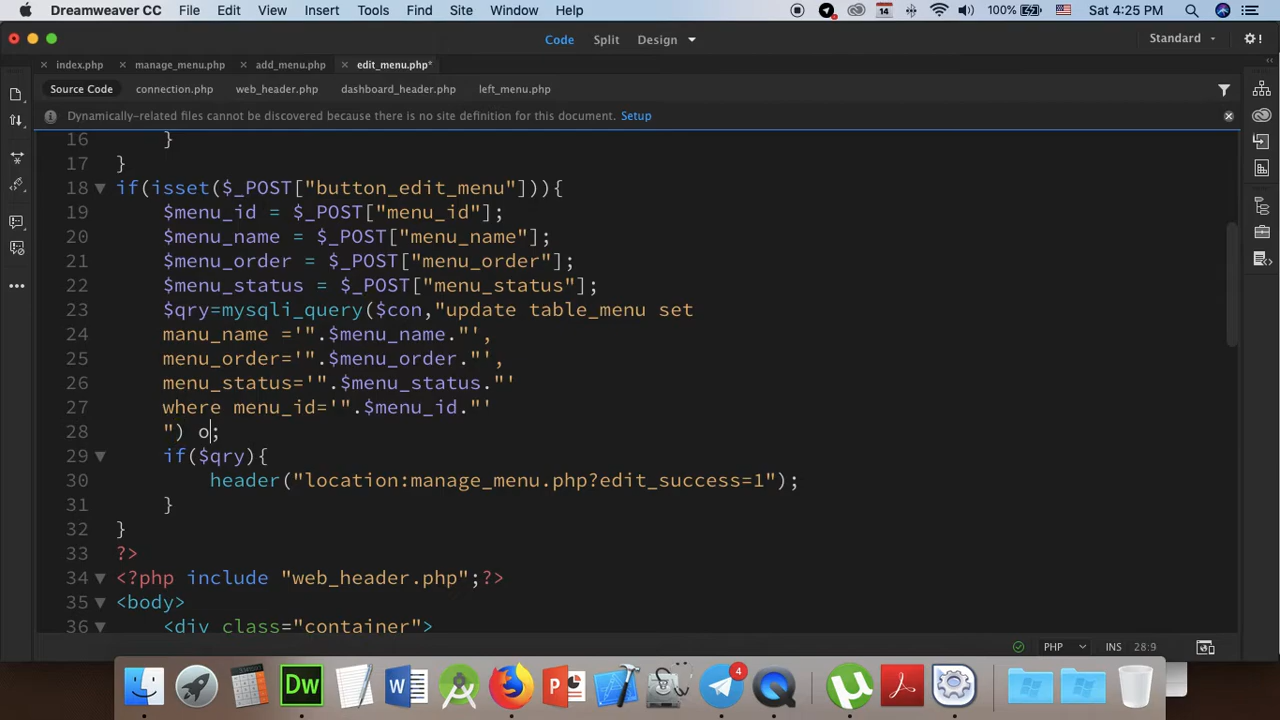 Dreamweaver CC File Edit View Insert Tools Find Site Window Help 14 100% Sat 4:25 PM
Code Split Design Standard
index.php manage_menu.php add_menu.php edit_menu.php*
Source Code connection.php web_header.php dashboard_header.php left_menu.php
Dynamically-related files cannot be discovered because there is no site definition for this document. Setup
16 }
17 }
18 if(isset($_POST["button_edit_menu"])){
19 $menu_id = $_POST["menu_id"];
20 $menu_name = $_POST["menu_name"];
21 $menu_order = $_POST["menu_order"];
22 $menu_status = $_POST["menu_status"];
23 $qry=mysqli_query($con,"update table_menu set
24 manu_name ='".$menu_name."',
25 menu_order='".$menu_order."',
26 menu_status='".$menu_status."'
27 where menu_id='".$menu_id."'
28 ") o;
29 if($qry){
30 header("location:manage_menu.php?edit_success=1");
31 }
32 }
33 ?>
34 <?php include "web_header.php";?>
35 <body>
36 <div class="container">
PHP INS 28:9
Dw W P 4